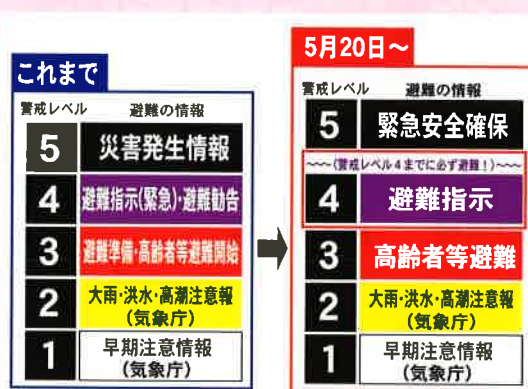 これまで
警戒レベル 避難の情報
5 災害発生情報
4 避難指示(緊急)・避難勧告
3 避難準備・高齢者等避難開始
2 大雨・洪水・高潮注意報
(気象庁)
1 早期注意情報
(気象庁)
5月20日～
警戒レベル 避難の情報
5 緊急安全確保
~~~(警戒レベル4までに必ず避難！)~~~
4 避難指示
3 高齢者等避難
2 大雨・洪水・高潮注意報
(気象庁)
1 早期注意情報
(気象庁)